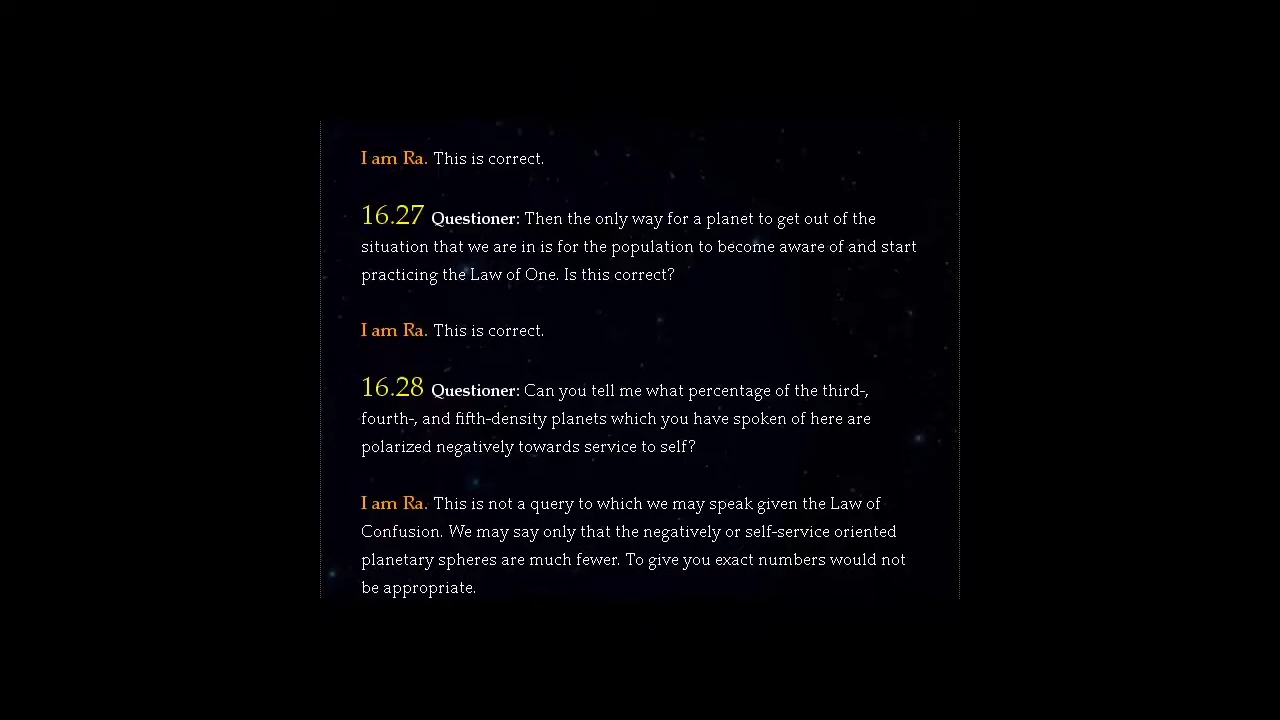 I am Ra. This is correct.
16.27 Questioner: Then the only way for a planet to get out of the
situation that we are in is for the population to become aware of and start
practicing the Law of One. Is this correct?
I am Ra. This is correct.
16.28 Questioner: Can you tell me what percentage of the third-,
fourth-, and fifth-density planets which you have spoken of here are
polarized negatively towards service to self?
I am Ra. This is not a query to which we may speak given the Law of
Confusion. We may say only that the negatively or self-service oriented
planetary spheres are much fewer. To give you exact numbers would not
be appropriate.